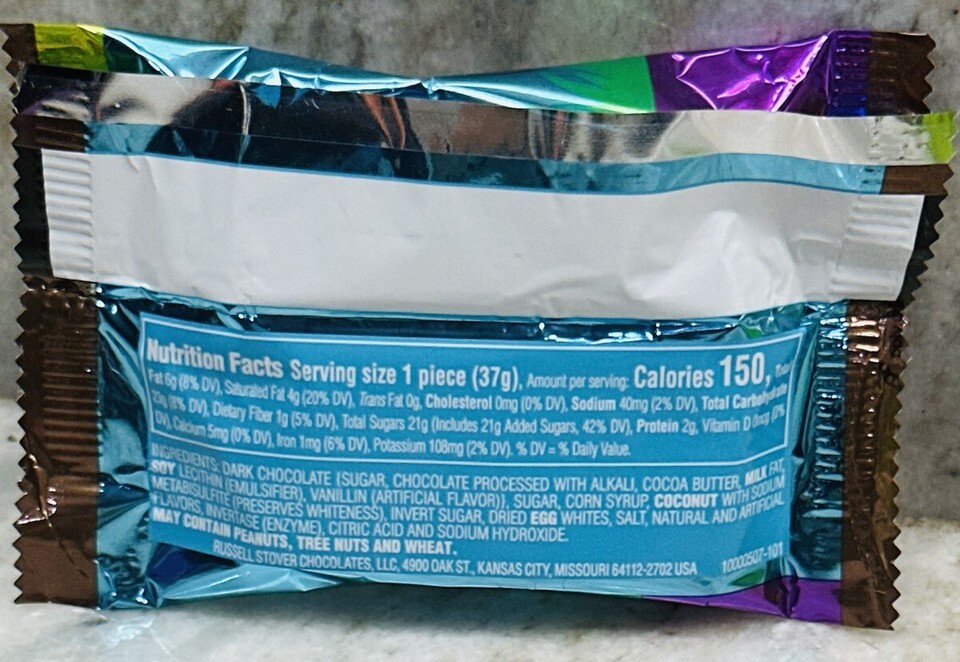 Nutrition Facts Serving size 1 piece (37g), Amount per serving: Calories 150, Total
Fat 6g (8% DV), Saturated Fat 4g (20% DV), Trans Fat 0g, Cholesterol 0mg (0% DV), Sodium 40mg (2% DV), Total Carbohydrate
23g (8% DV), Dietary Fiber 1g (5% DV), Total Sugars 21g (Includes 21g Added Sugars, 42% DV), Protein 2g, Vitamin D 0mcg (0%
DV), Calcium 5mg (0% DV), Iron 1mg (6% DV), Potassium 108mg (2% DV). % DV = % Daily Value.
INGREDIENTS: DARK CHOCOLATE (SUGAR, CHOCOLATE PROCESSED WITH ALKALI, COCOA BUTTER, MILK FAT,
SOY LECITHIN (EMULSIFIER), VANILLIN (ARTIFICIAL FLAVOR)), SUGAR, CORN SYRUP, COCONUT WITH SODIUM
METABISULFITE (PRESERVES WHITENESS), INVERT SUGAR, DRIED EGG WHITES, SALT, NATURAL AND ARTIFICIAL
FLAVORS, INVERTASE (ENZYME), CITRIC ACID AND SODIUM HYDROXIDE.
MAY CONTAIN PEANUTS, TREE NUTS AND WHEAT.
RUSSELL STOVER CHOCOLATES, LLC, 4900 OAK ST., KANSAS CITY, MISSOURI 64112-2702 USA 10000507-101